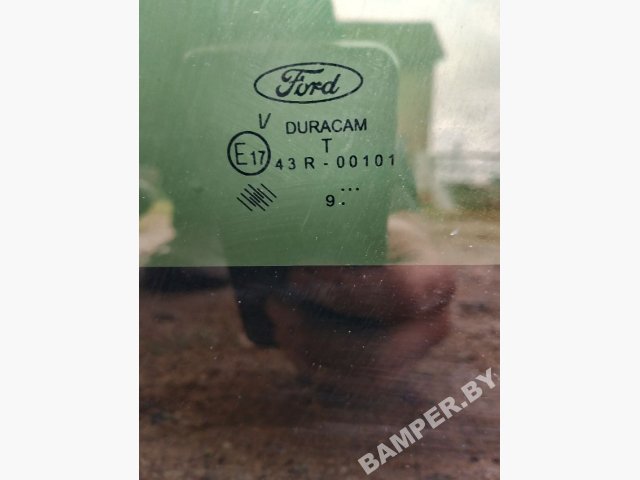 Ford
V DURACAM
T
E17 43R-00101
9
BAMPER.BY